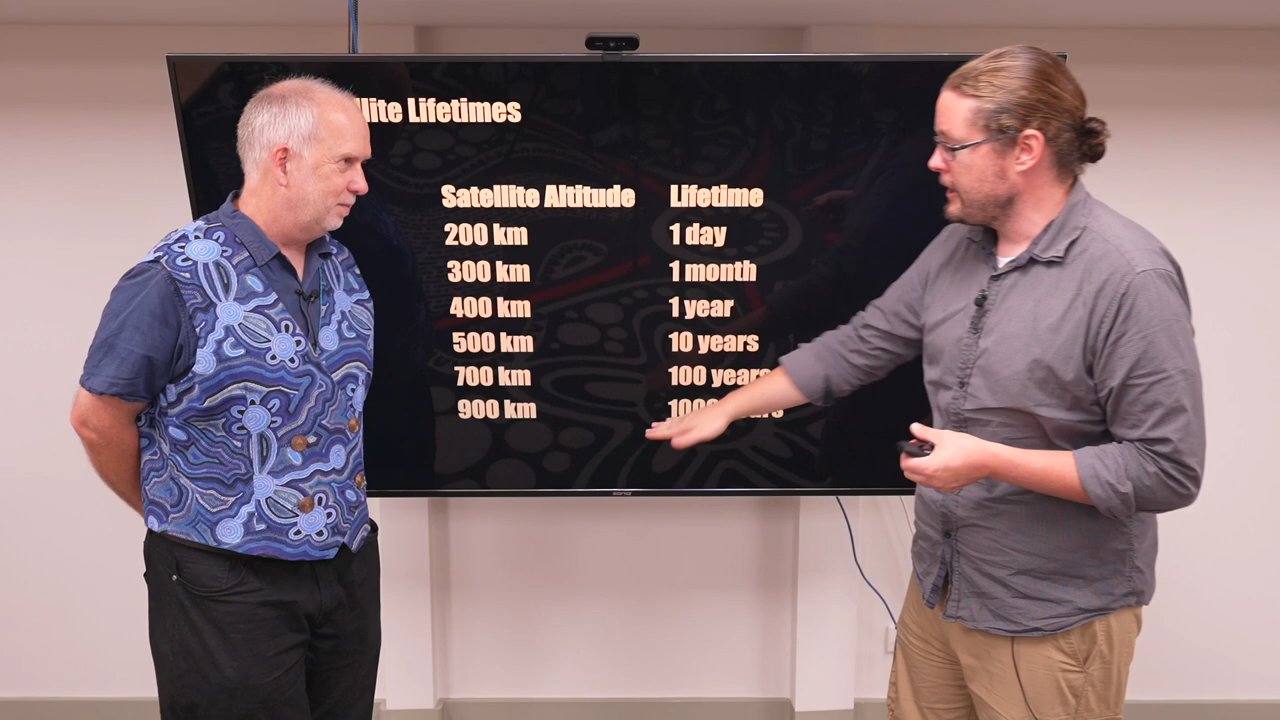 Lifetimes
Satellite Altitude Lifetime
200 km 1 day
300 km 1 month
400 km 1 year
500 km 10 years
700 km 100 years
900 km